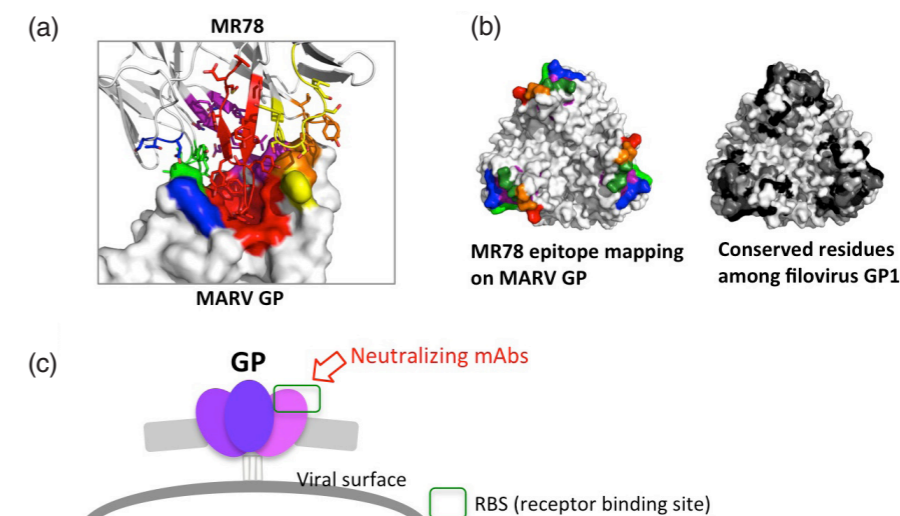 (a)
MR78
MARV GP
(b)
MR78 epitope mapping
on MARV GP
Conserved residues
among filovirus GP1
(c)
GP
Neutralizing mAbs
Viral surface
RBS (receptor binding site)